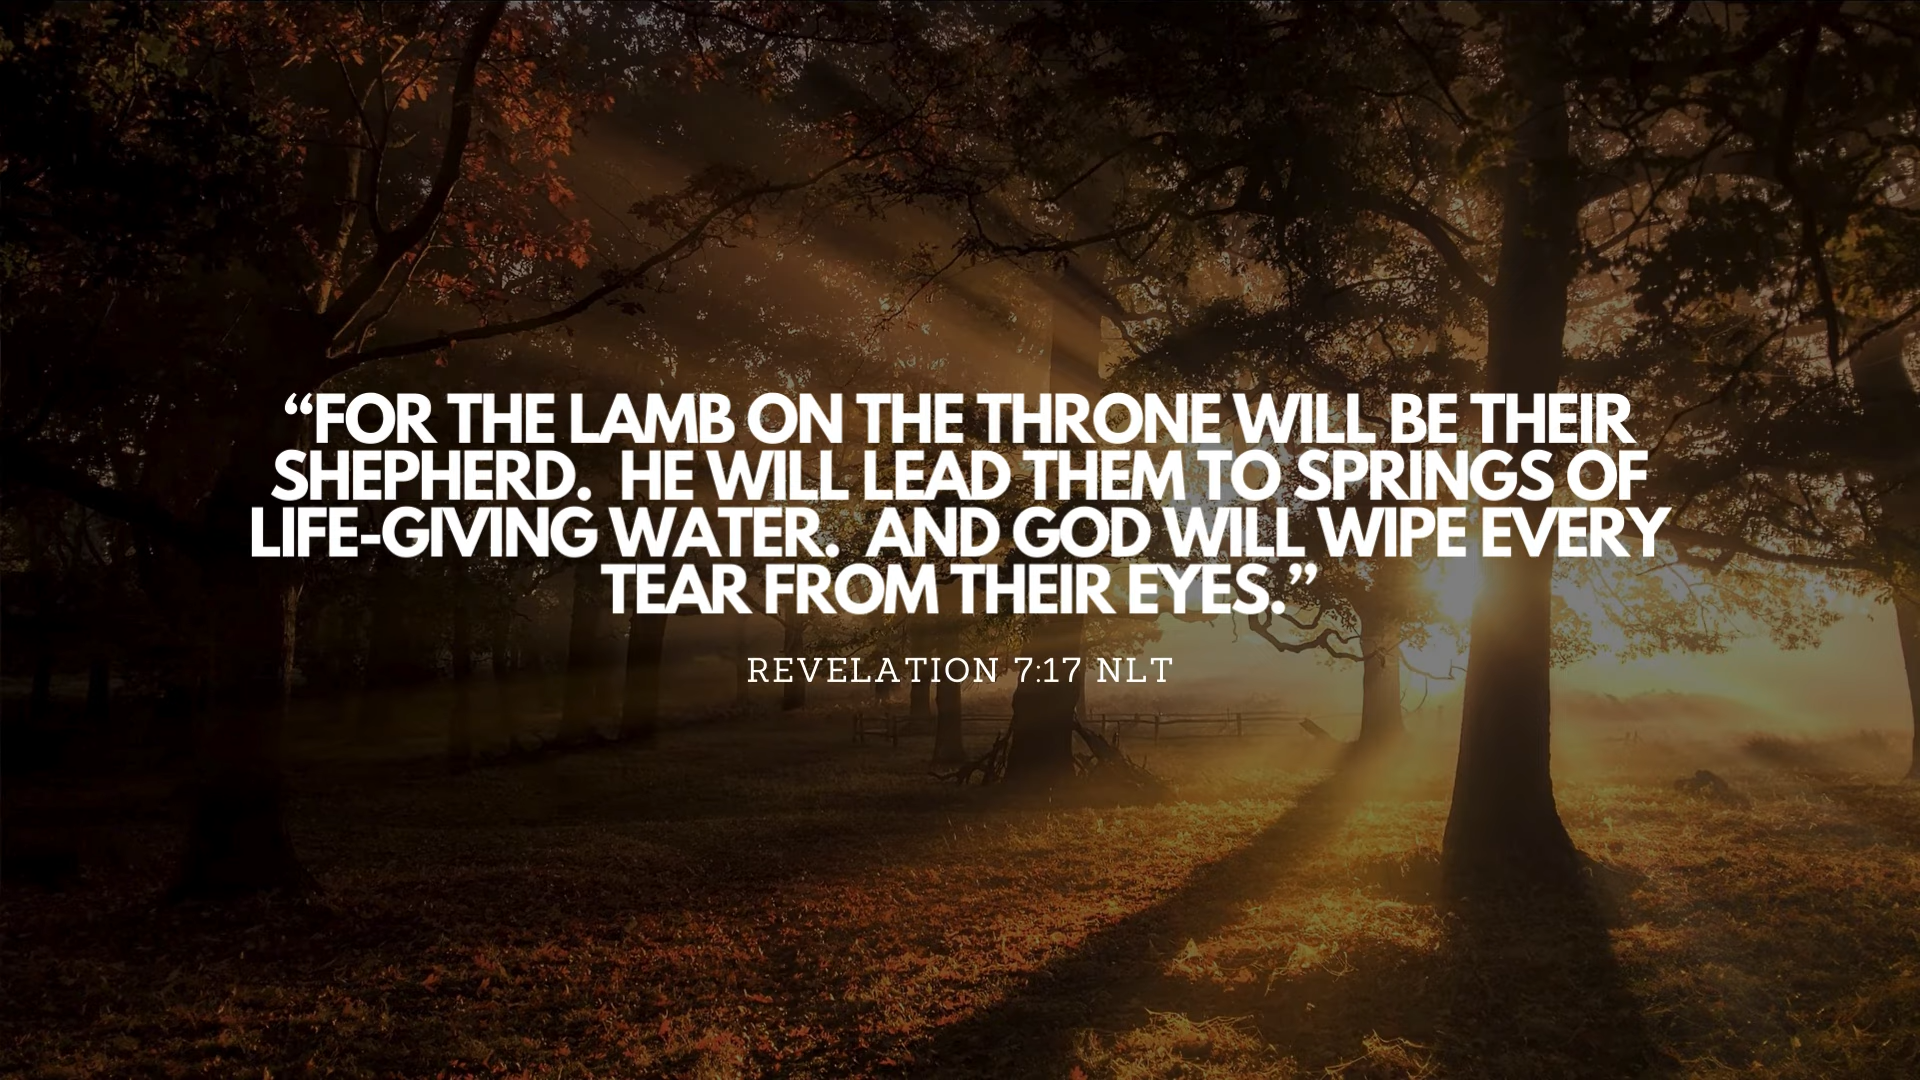 “FOR THE LAMB ON THE THRONE WILL BE THEIR
SHEPHERD.  HE WILL LEAD THEM TO SPRINGS OF
LIFE-GIVING WATER.  AND GOD WILL WIPE EVERY
TEAR FROM THEIR EYES.”
REVELATION 7:17 NLT